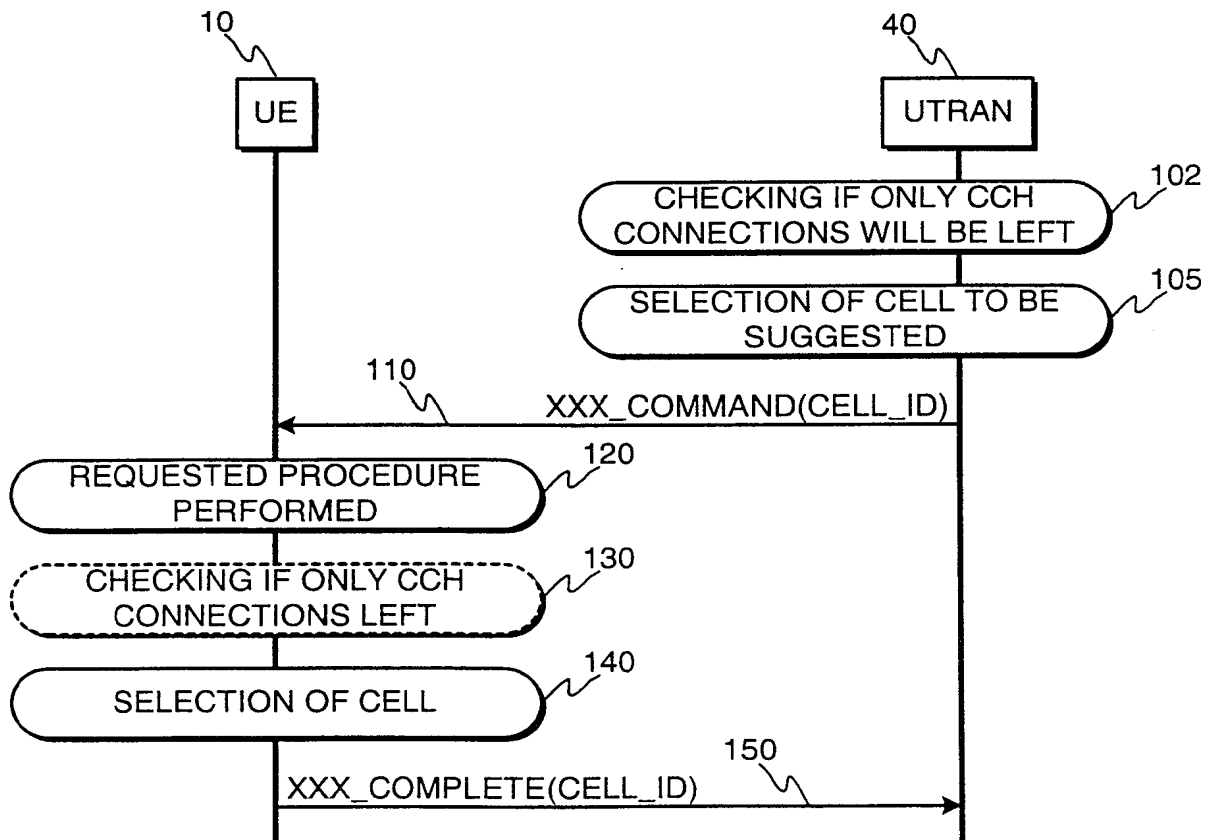 10
40
UE
UTRAN
102
CHECKING IF ONLY CCH
CONNECTIONS WILL BE LEFT
105
SELECTION OF CELL TO BE
SUGGESTED
110
XXX_COMMAND(CELL_ID)
120
REQUESTED PROCEDURE
PERFORMED
130
CHECKING IF ONLY CCH
CONNECTIONS LEFT
140
SELECTION OF CELL
150
XXX_COMPLETE(CELL_ID)